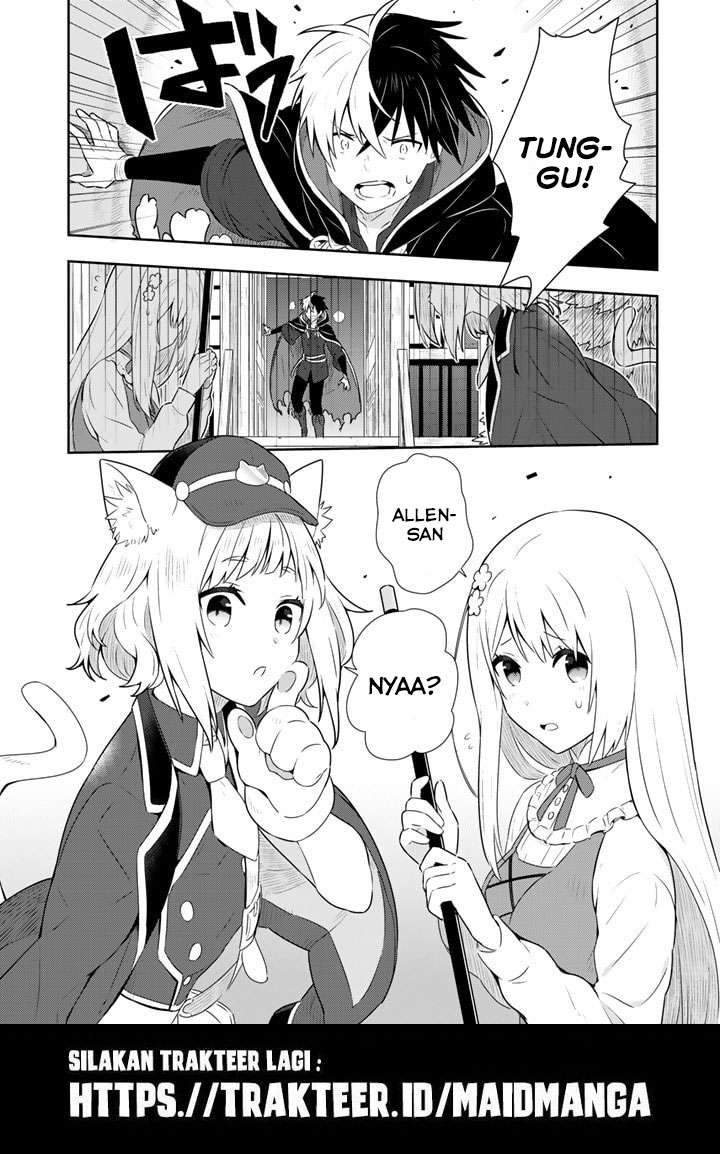 ばっ
TUNG-
GU!
ALLEN-
SAN
NYAA?
SILAKAN TRAKTEER LAGI :
HTTPS.//TRAKTEER.ID/MAIDMANGA